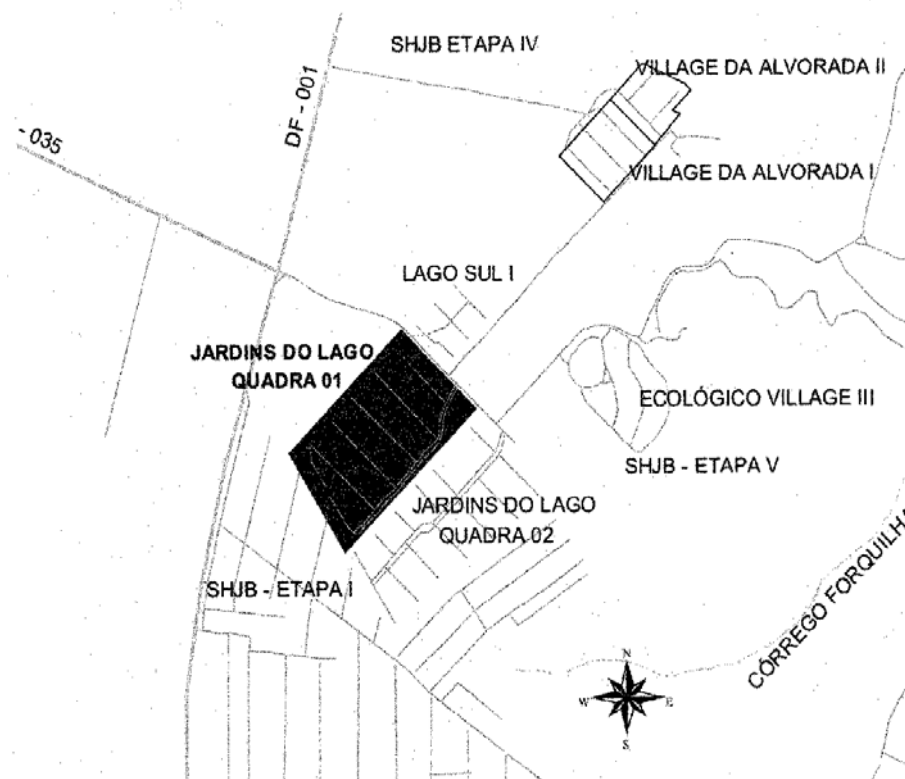 SHJB ETAPA IV
VILLAGE DA ALVORADA II
DF - 001
- 035
VILLAGE DA ALVORADA I
LAGO SUL I
JARDINS DO LAGO
QUADRA 01
ECOLÓGICO VILLAGE III
SHJB - ETAPA V
JARDINS DO LAGO
QUADRA 02
SHJB - ETAPA I
CÓRREGO FORQUILHA
N
W
E
S